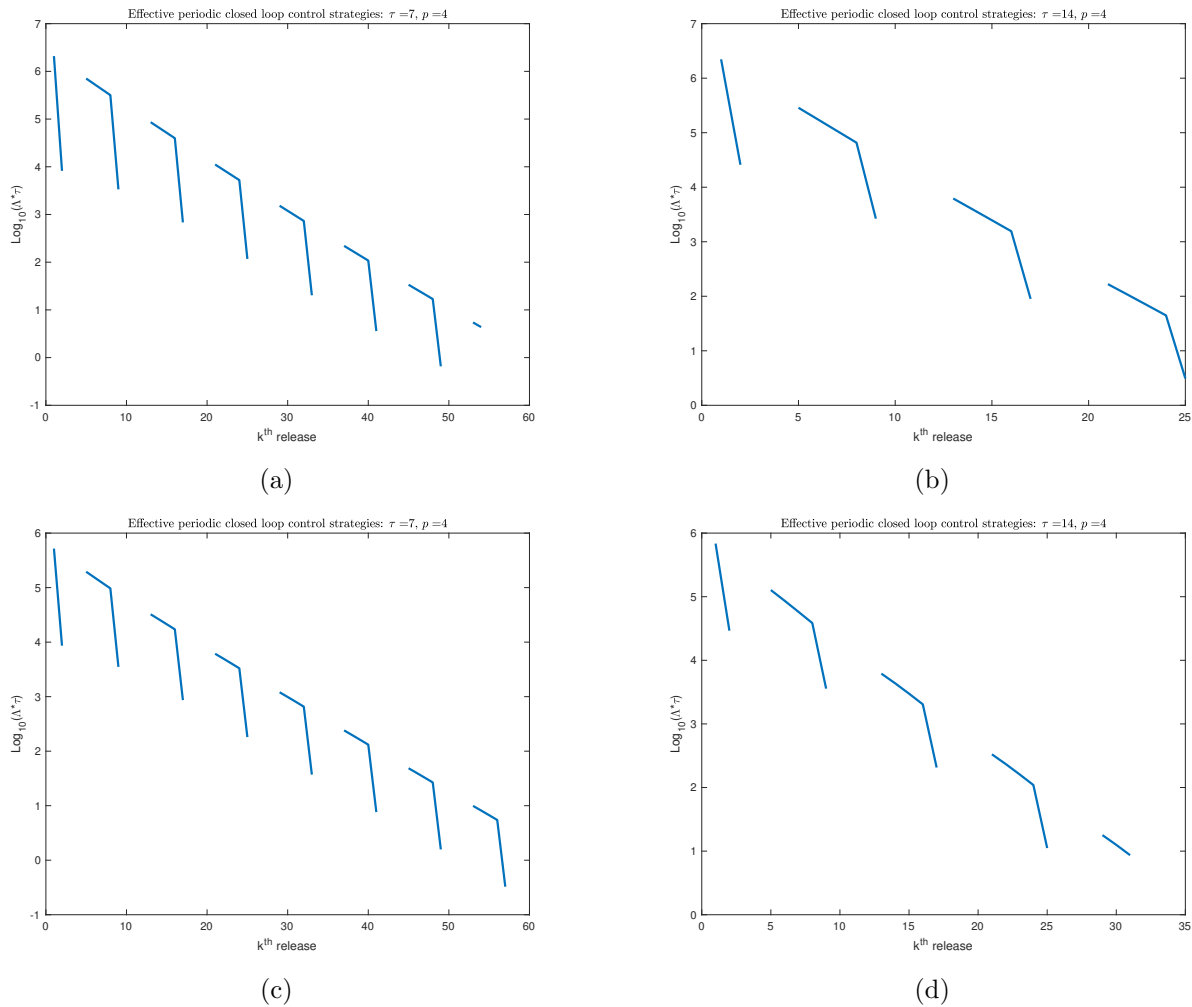 Effective periodic closed loop control strategies: τ =7, p =4
7
6
5
4
3
2
1
0
-1
Log10(Λ*τ)
0 10 20 30 40 50 60
kth release
(a)
Effective periodic closed loop control strategies: τ =14, p =4
7
6
5
4
3
2
1
0
Log10(Λ*τ)
0 5 10 15 20 25
kth release
(b)
Effective periodic closed loop control strategies: τ =7, p =4
6
5
4
3
2
1
0
-1
Log10(Λ*τ)
0 10 20 30 40 50 60
kth release
(c)
Effective periodic closed loop control strategies: τ =14, p =4
6
5
4
3
2
1
0
Log10(Λ*τ)
0 5 10 15 20 25 30 35
kth release
(d)